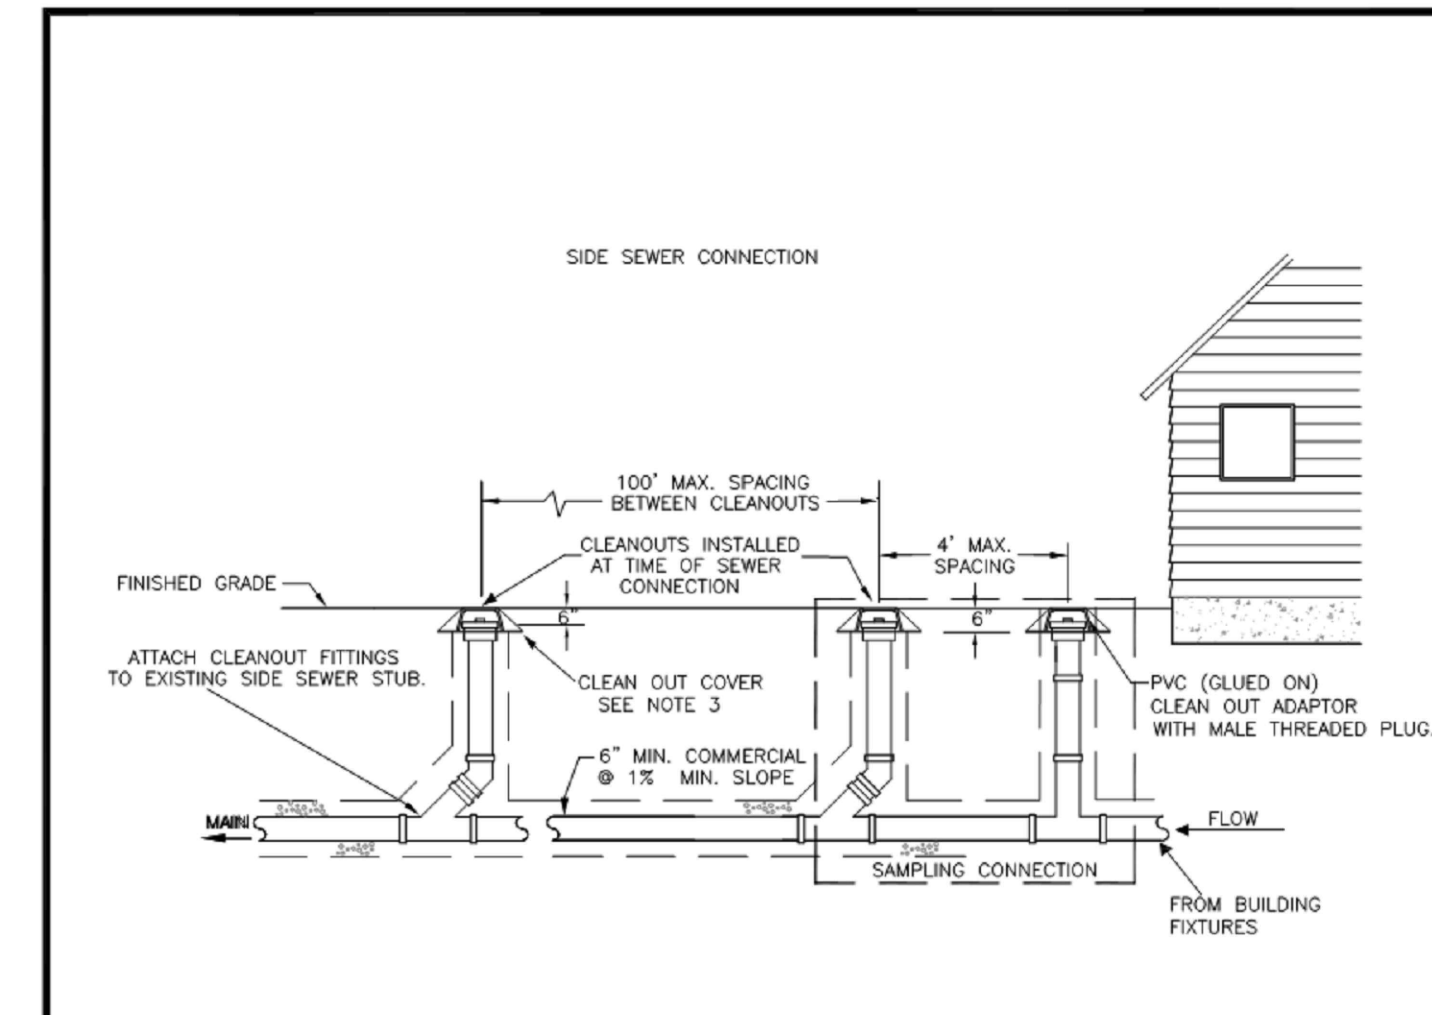 SIDE SEWER CONNECTION
100' MAX. SPACING
BETWEEN CLEANOUTS
CLEANOUTS INSTALLED
AT TIME OF SEWER
CONNECTION
4' MAX.
SPACING
FINISHED GRADE
6"
6"
ATTACH CLEANOUT FITTINGS
TO EXISTING SIDE SEWER STUB.
CLEAN OUT COVER
SEE NOTE 3
PVC (GLUED ON)
CLEAN OUT ADAPTOR
WITH MALE THREADED PLUG.
6" MIN. COMMERCIAL
@ 1% MIN. SLOPE
MAIN
FLOW
SAMPLING CONNECTION
FROM BUILDING
FIXTURES